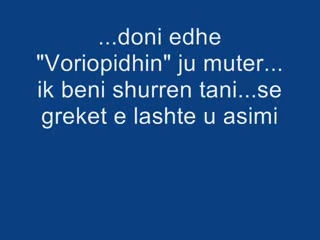 ...doni edhe
"Voriopidhin" ju muter...
ik beni shurren tani...se
greket e lashte u asimi